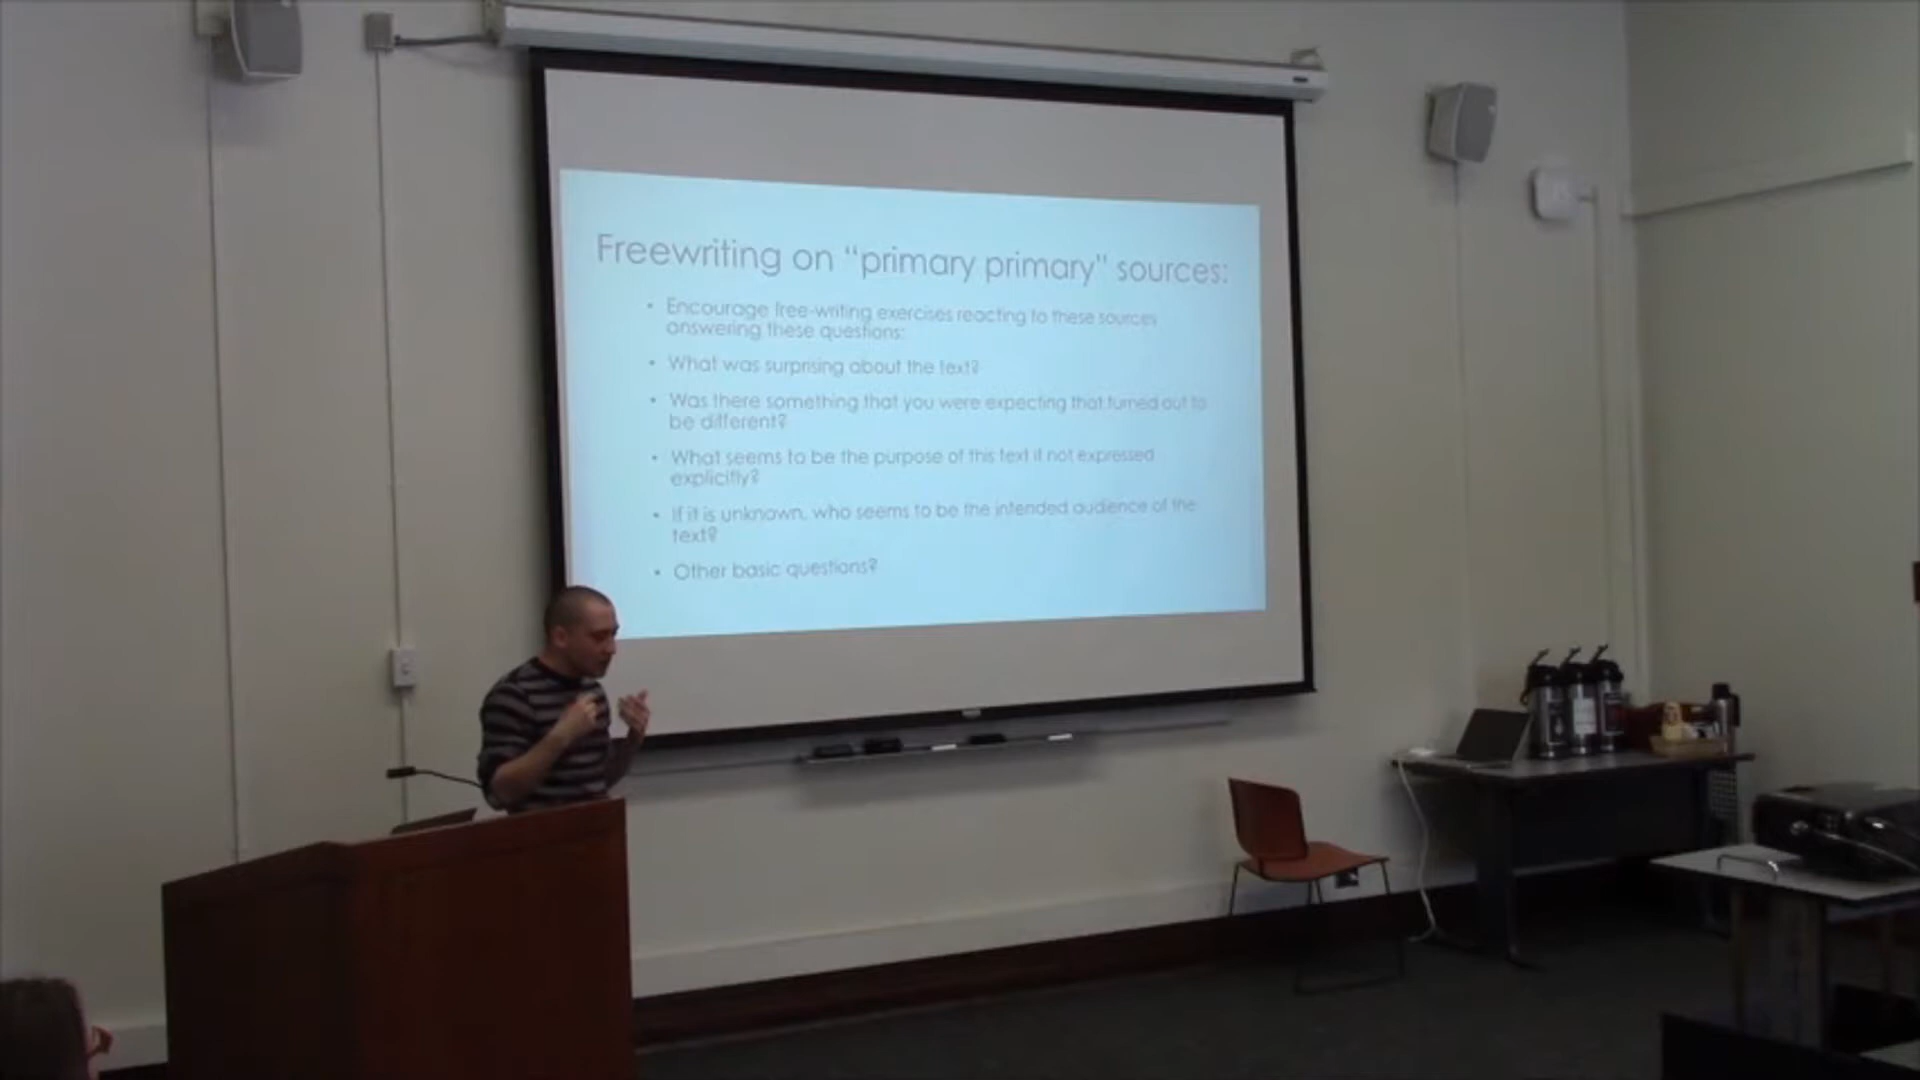 Freewriting on “primary primary" sources:
• Encourage free-writing exercises reacting to these sources
answering these questions:
• What was surprising about the text?
• Was there something that you were expecting that turned out to
be different?
• What seems to be the purpose of this text if not expressed
explicitly?
• If it is unknown, who seems to be the intended audience of the
text?
• Other basic questions?